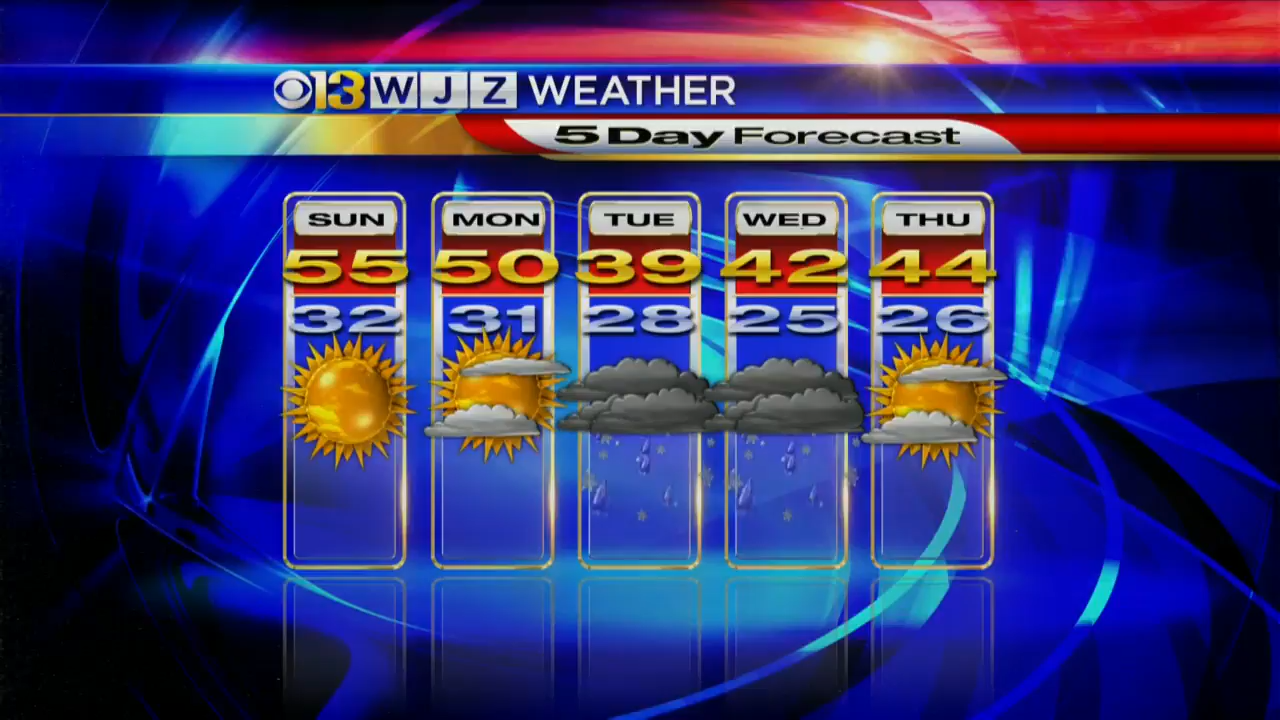 13 WJZ WEATHER
5 Day Forecast
SUN MON TUE WED THU
55 50 39 42 44
32 31 28 25 26